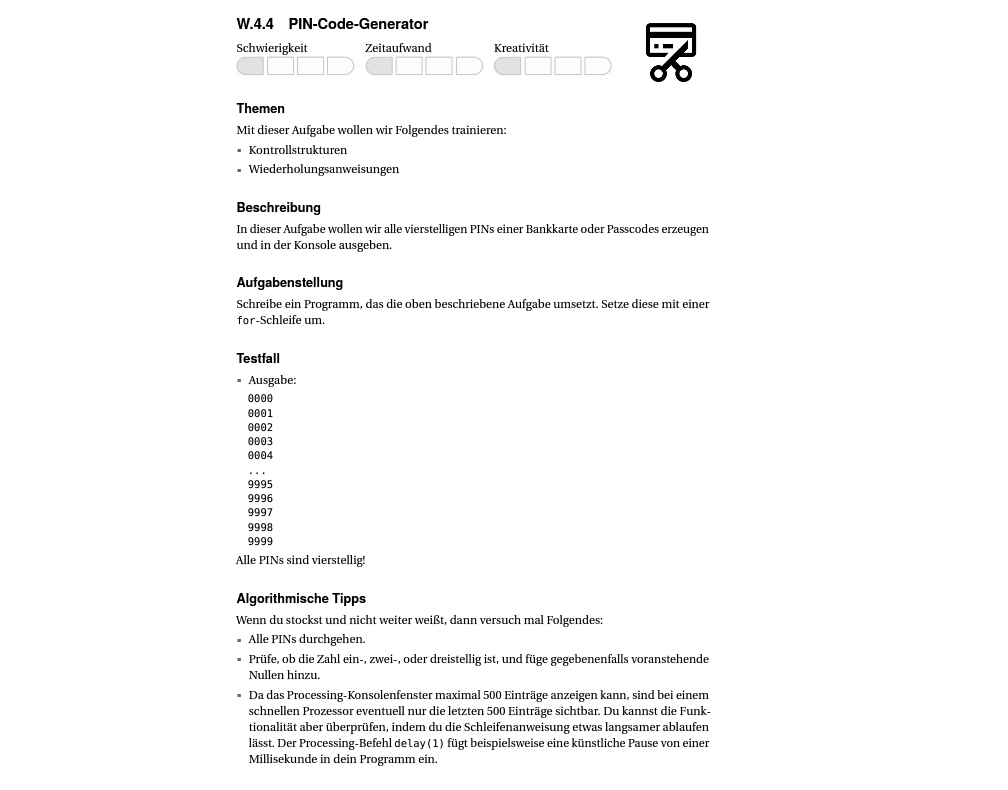 W.4.4 PIN-Code-Generator
Schwierigkeit Zeitaufwand Kreativität
Themen
Mit dieser Aufgabe wollen wir Folgendes trainieren:
▪ Kontrollstrukturen
▪ Wiederholungsanweisungen
Beschreibung
In dieser Aufgabe wollen wir alle vierstelligen PINs einer Bankkarte oder Passcodes erzeugen
und in der Konsole ausgeben.
Aufgabenstellung
Schreibe ein Programm, das die oben beschriebene Aufgabe umsetzt. Setze diese mit einer
for-Schleife um.
Testfall
▪ Ausgabe:
0000
0001
0002
0003
0004
...
9995
9996
9997
9998
9999
Alle PINs sind vierstellig!
Algorithmische Tipps
Wenn du stockst und nicht weiter weißt, dann versuch mal Folgendes:
▪ Alle PINs durchgehen.
▪ Prüfe, ob die Zahl ein-, zwei-, oder dreistellig ist, und füge gegebenenfalls voranstehende
Nullen hinzu.
▪ Da das Processing-Konsolenfenster maximal 500 Einträge anzeigen kann, sind bei einem
schnellen Prozessor eventuell nur die letzten 500 Einträge sichtbar. Du kannst die Funk-
tionalität aber überprüfen, indem du die Schleifenanweisung etwas langsamer ablaufen
lässt. Der Processing-Befehl delay(1) fügt beispielsweise eine künstliche Pause von einer
Millisekunde in dein Programm ein.